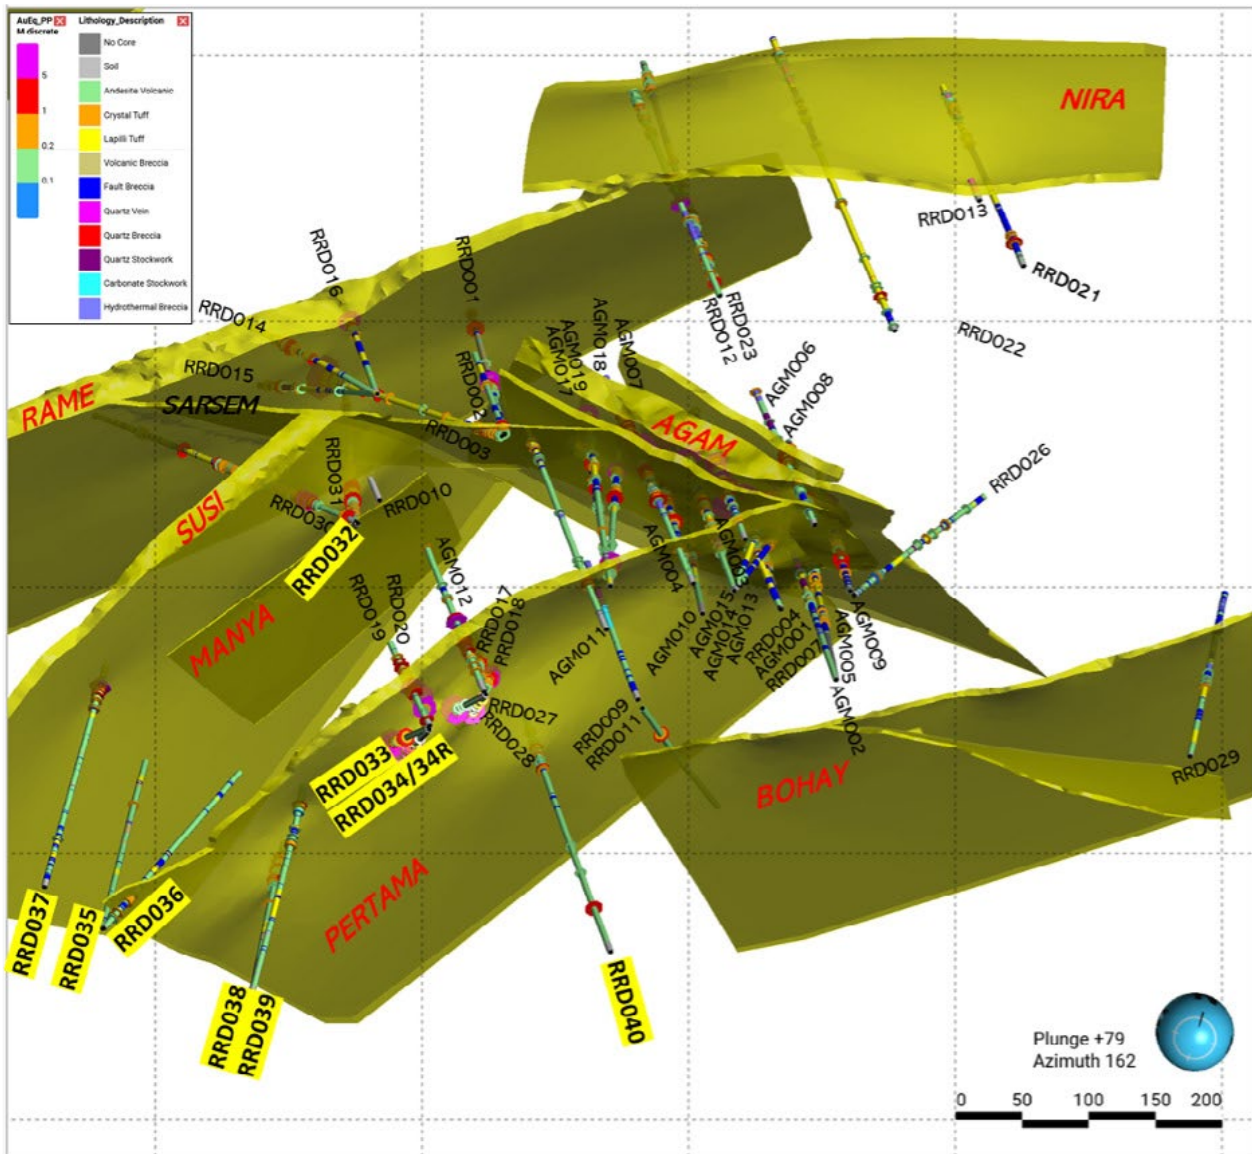 AuEq_PP
M discrete
5
1
0.2
0.1
Lithology_Description
No Core
Soil
Andesite Volcanic
Crystal Tuff
Lapilli Tuff
Volcanic Breccia
Fault Breccia
Quartz Vein
Quartz Breccia
Quartz Stockwork
Carbonate Stockwork
Hydrothermal Breccia
NIRA
RRD013
RRD021
RRD022
RRD023
RRD012
RRD016
RRD001
RRD014
RRD015
RRD002
RRD003
AGM017
AGM019
AGM018
AGM007
AGM006
AGM008
RAME
SARSEM
AGAM
SUSI
RRD026
RRD031
RRD010
RRD030
RRD032
MANYA
AGM012
RRD019
RRD020
RRD017
RRD018
AGM011
AGM004
AGM010
AGM003
AGM015
AGM014
AGM013
RRD004
AGM001
RRD007
AGM005
AGM009
AGM002
RRD027
RRD028
RRD009
RRD011
RRD033
RRD034/34R
BOHAY
RRD029
PERTAMA
RRD037
RRD035
RRD036
RRD038
RRD039
RRD040
Plunge +79
Azimuth 162
0 50 100 150 200